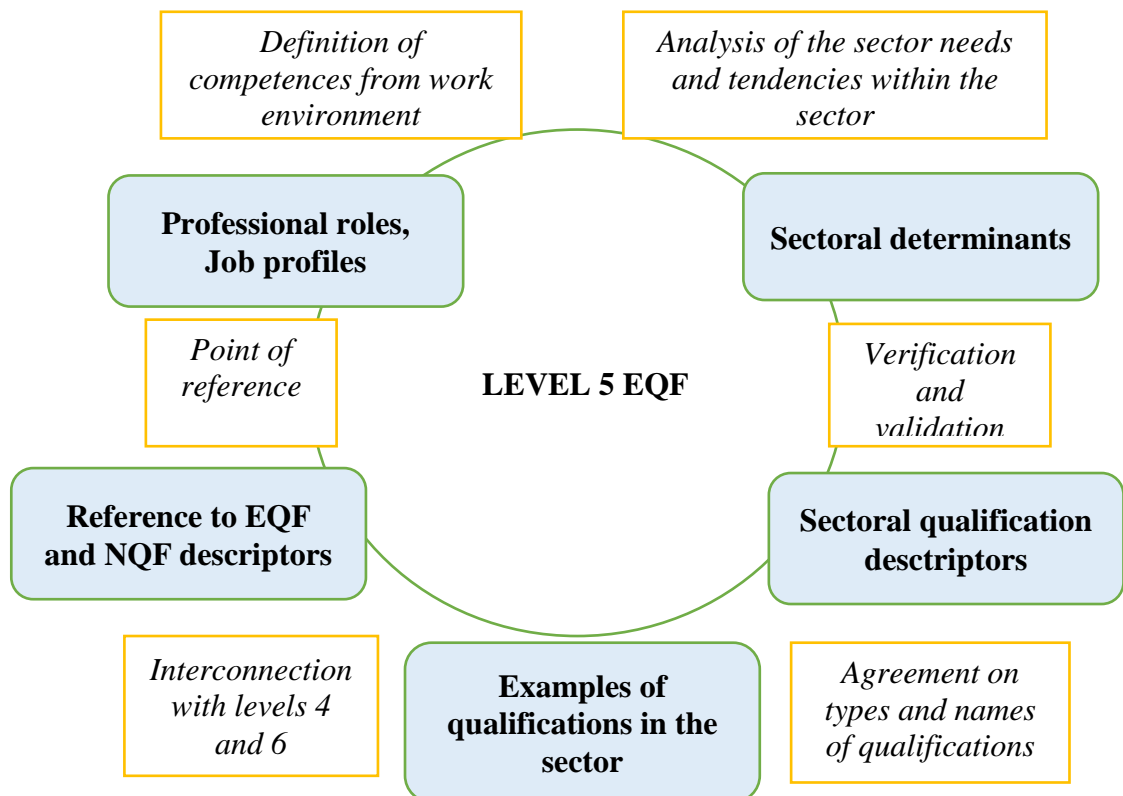 Definition of
competences from work
environment
Analysis of the sector needs
and tendencies within the
sector
Professional roles,
Job profiles
Sectoral determinants
Point of
reference
LEVEL 5 EQF
Verification
and
validation
Reference to EQF
and NQF descriptors
Sectoral qualification
desctriptors
Interconnection
with levels 4
and 6
Examples of
qualifications in the
sector
Agreement on
types and names
of qualifications